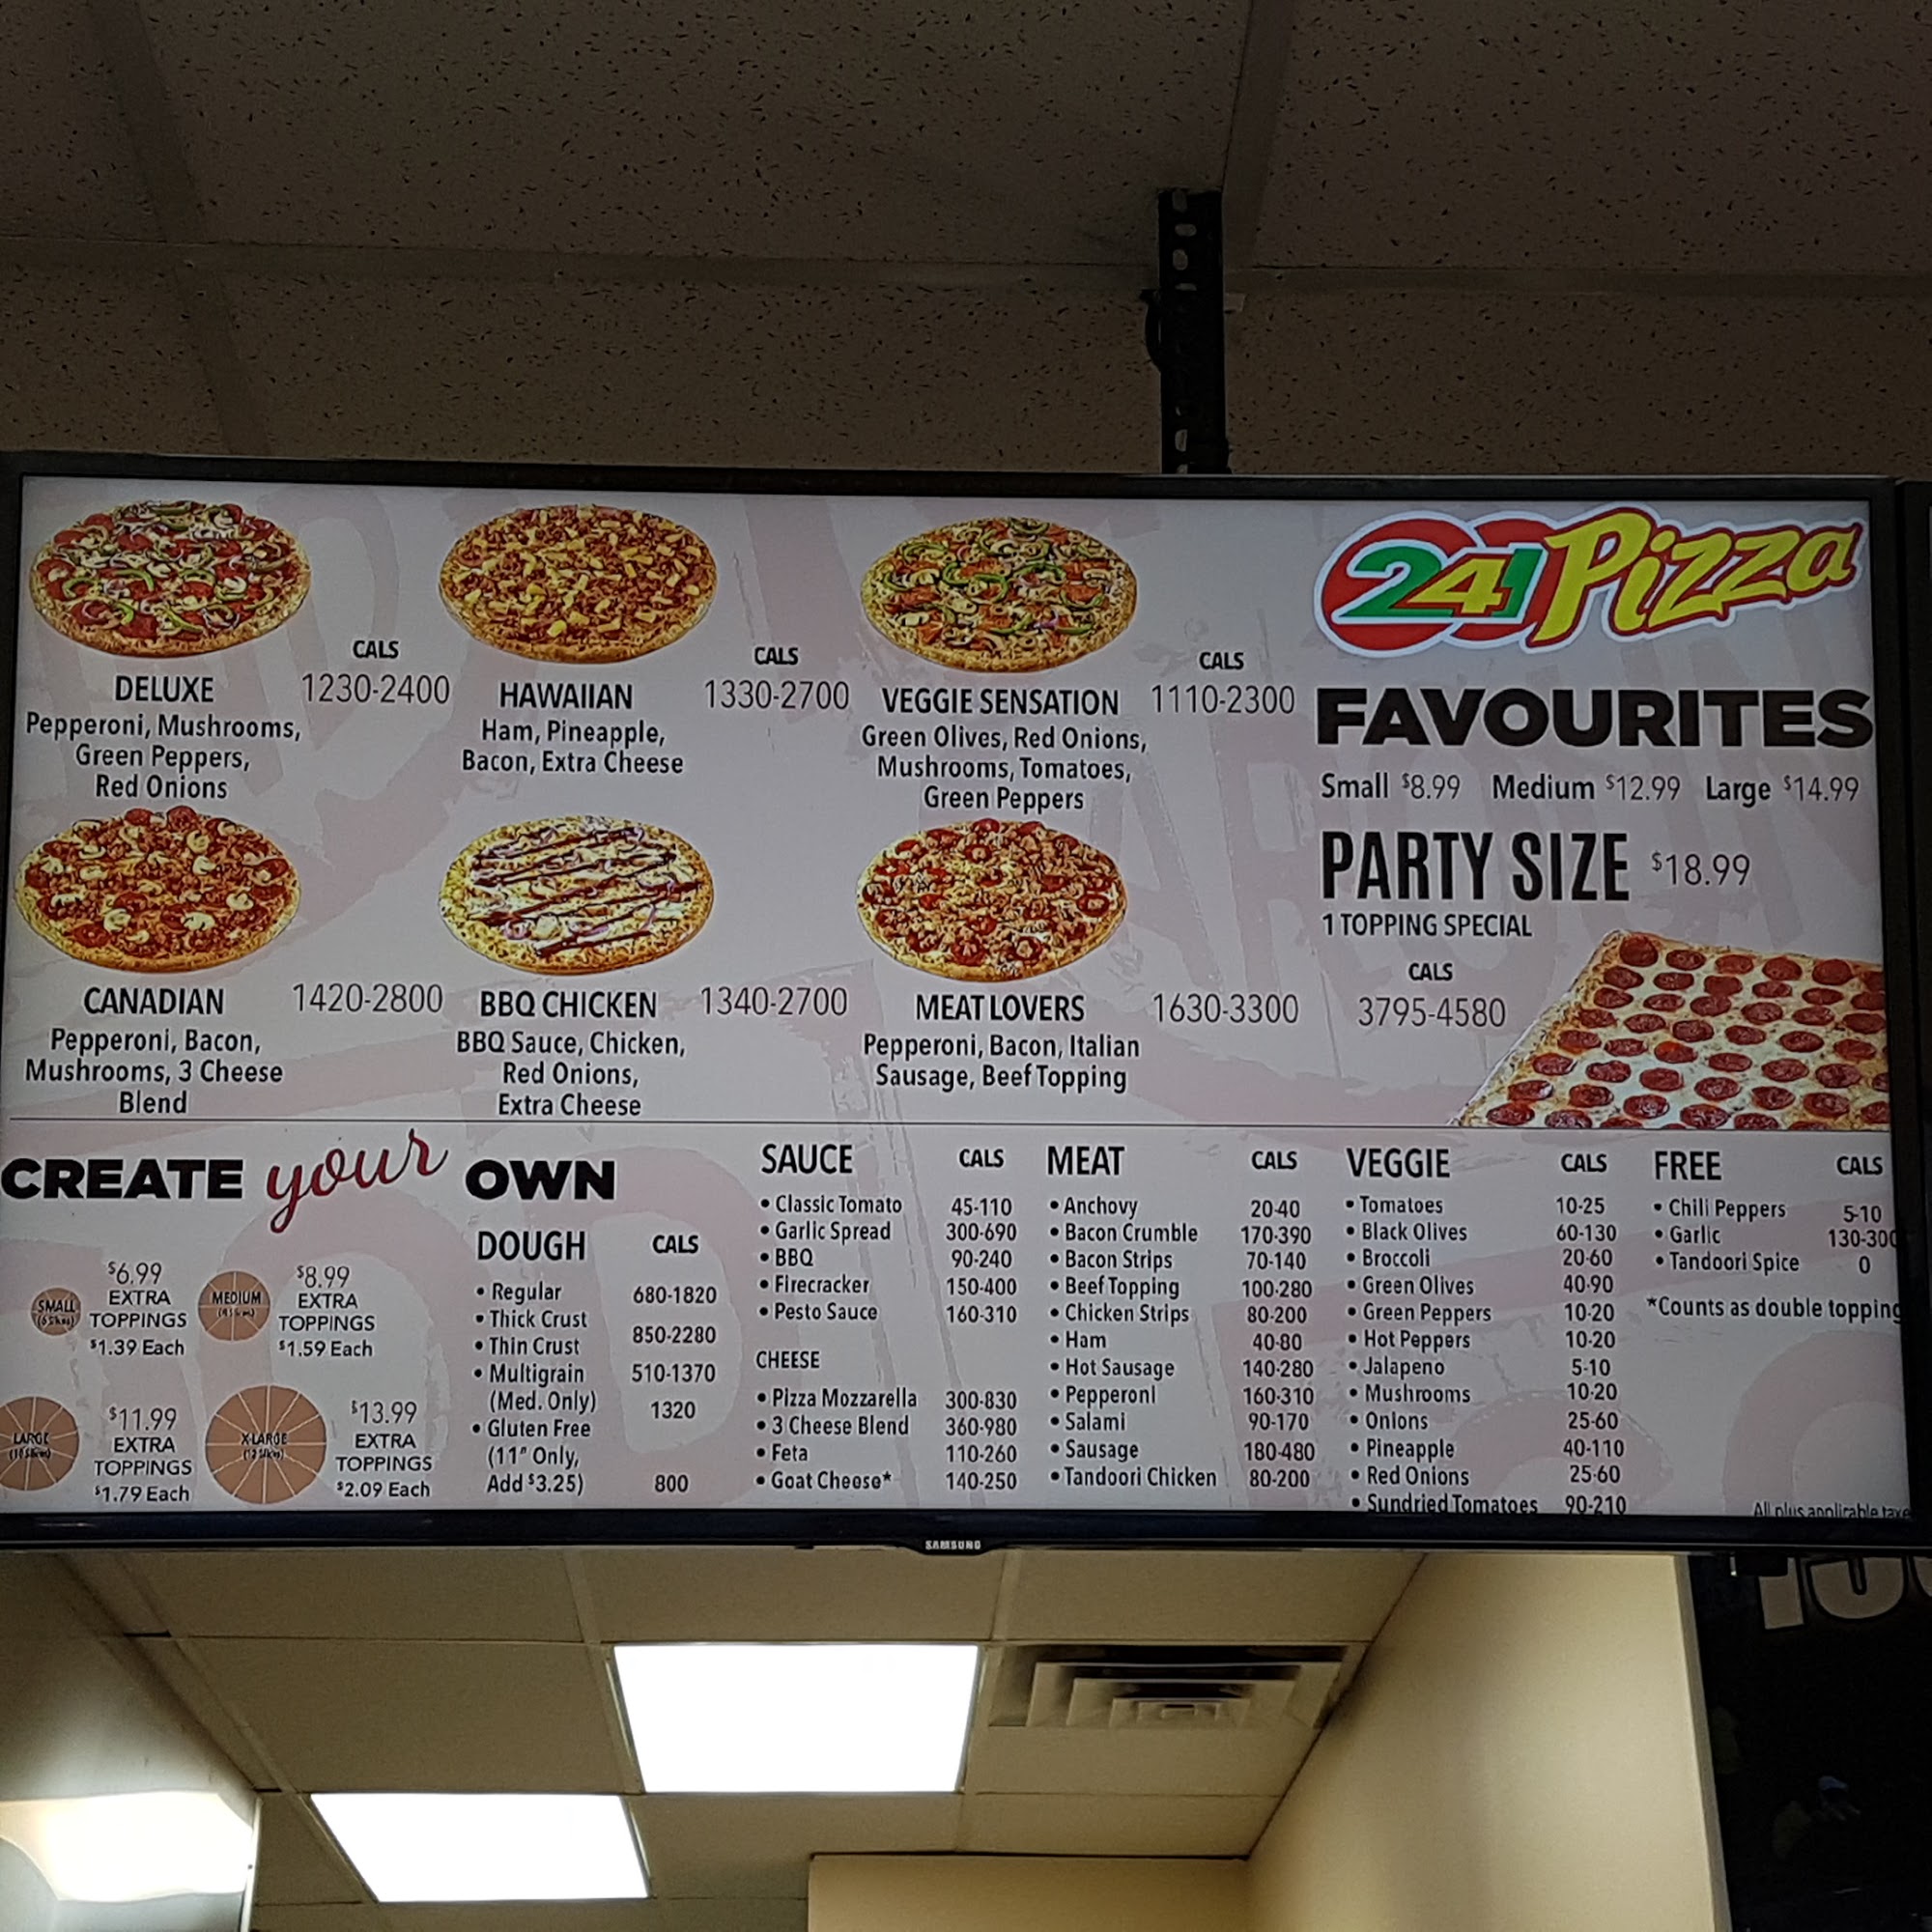 241 Pizza
FAVOURITES
Small $8.99 Medium $12.99 Large $14.99
PARTY SIZE $18.99
1 TOPPING SPECIAL
CALS
3795-4580
CALS
DELUXE 1230-2400
Pepperoni, Mushrooms,
Green Peppers,
Red Onions
CALS
HAWAIIAN 1330-2700
Ham, Pineapple,
Bacon, Extra Cheese
CALS
VEGGIE SENSATION 1110-2300
Green Olives, Red Onions,
Mushrooms, Tomatoes,
Green Peppers
CANADIAN 1420-2800
Pepperoni, Bacon,
Mushrooms, 3 Cheese
Blend
BBQ CHICKEN 1340-2700
BBQ Sauce, Chicken,
Red Onions,
Extra Cheese
MEAT LOVERS 1630-3300
Pepperoni, Bacon, Italian
Sausage, Beef Topping
CREATE your OWN
SMALL
$6.99
EXTRA
TOPPINGS
$1.39 Each
MEDIUM
$8.99
EXTRA
TOPPINGS
$1.59 Each
LARGE
$11.99
EXTRA
TOPPINGS
$1.79 Each
X-LARGE
$13.99
EXTRA
TOPPINGS
$2.09 Each
DOUGH CALS
• Regular 680-1820
• Thick Crust 850-2280
• Thin Crust 510-1370
• Multigrain
(Med. Only) 1320
• Gluten Free
(11" Only,
Add $3.25) 800
SAUCE CALS
• Classic Tomato 45-110
• Garlic Spread 300-690
• BBQ 90-240
• Firecracker 150-400
• Pesto Sauce 160-310
CHEESE
• Pizza Mozzarella 300-830
• 3 Cheese Blend 360-980
• Feta 110-260
• Goat Cheese* 140-250
MEAT CALS
• Anchovy 20-40
• Bacon Crumble 170-390
• Bacon Strips 70-140
• Beef Topping 100-280
• Chicken Strips 80-200
• Ham 40-80
• Hot Sausage 140-280
• Pepperoni 160-310
• Salami 90-170
• Sausage 180-480
• Tandoori Chicken 80-200
VEGGIE CALS
• Tomatoes 10-25
• Black Olives 60-130
• Broccoli 20-60
• Green Olives 40-90
• Green Peppers 10-20
• Hot Peppers 10-20
• Jalapeno 5-10
• Mushrooms 10-20
• Onions 25-60
• Pineapple 40-110
• Red Onions 25-60
• Sundried Tomatoes 90-210
FREE CALS
• Chili Peppers 5-10
• Garlic 130-300
• Tandoori Spice 0
*Counts as double topping
All plus applicable taxe
SAMSUNG